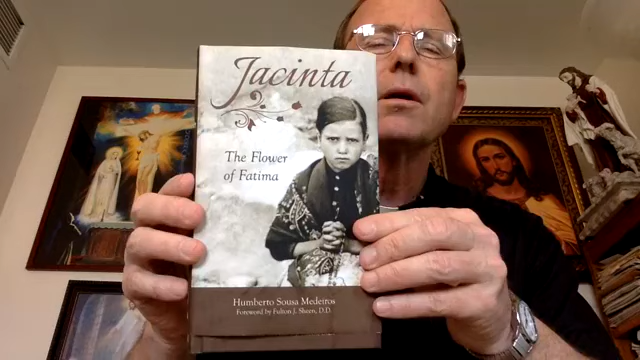 Jacinta
The Flower
of Fatima
Humberto Sousa Medeiros
Foreword by Fulton J. Sheen, D.D.